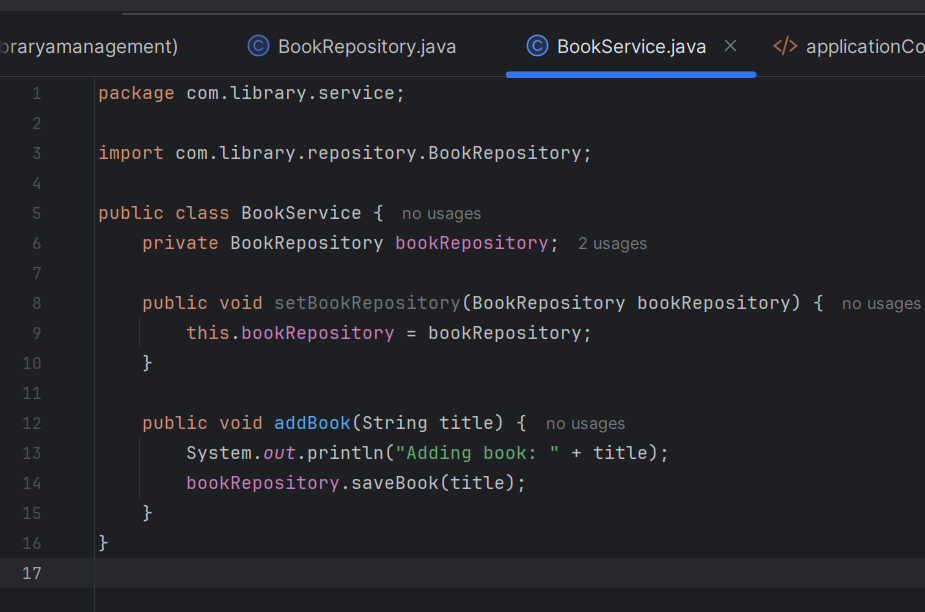 braryamanagement)
BookRepository.java
BookService.java
</> applicationCo
1 package com.library.service;
2
3 import com.library.repository.BookRepository;
4
5 public class BookService { no usages
6     private BookRepository bookRepository; 2 usages
7
8     public void setBookRepository(BookRepository bookRepository) { no usages
9         this.bookRepository = bookRepository;
10     }
11
12     public void addBook(String title) { no usages
13         System.out.println("Adding book: " + title);
14         bookRepository.saveBook(title);
15     }
16 }
17